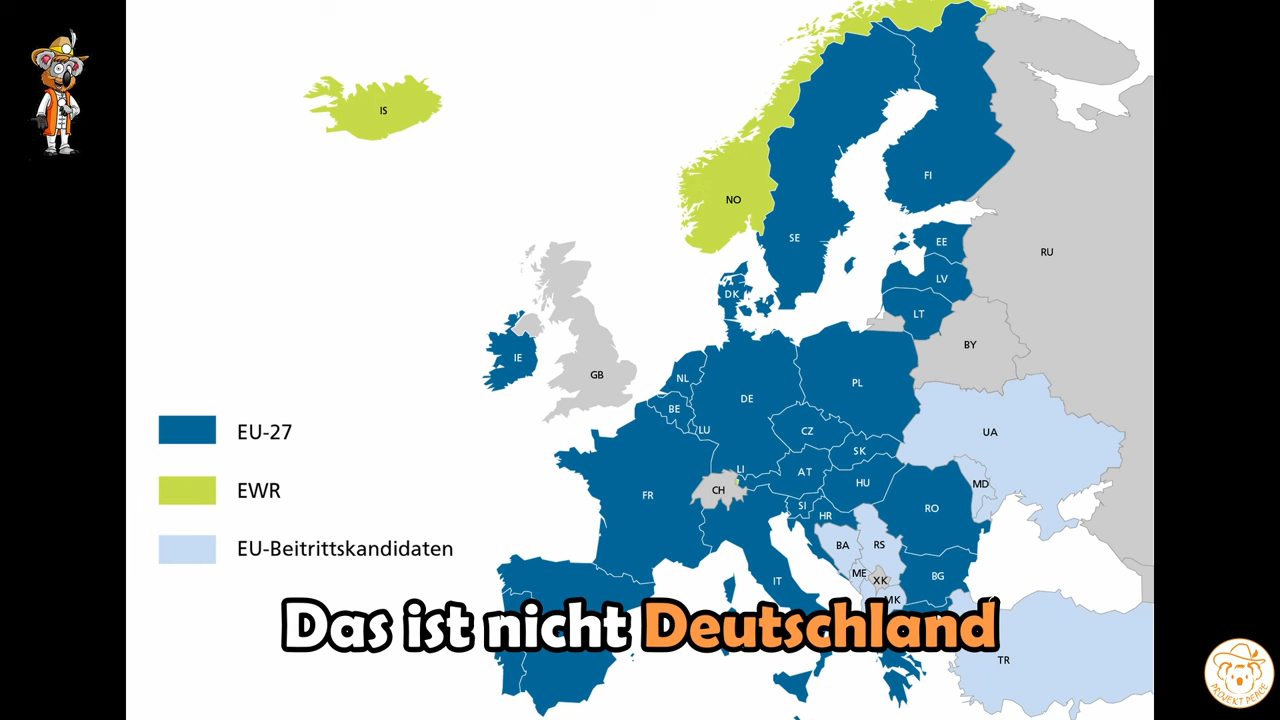 IS
NO
SE
FI
EE
RU
LV
DK
LT
BY
IE
GB
NL
DE
PL
BE
LU
CZ
UA
EU-27
SK
LI
AT
CH
HU
MD
EWR
FR
SI
HR
RO
BA
RS
EU-Beitrittskandidaten
ME
XK
IT
BG
MK
Das ist nicht Deutschland
TR
PROJEKT PEACE